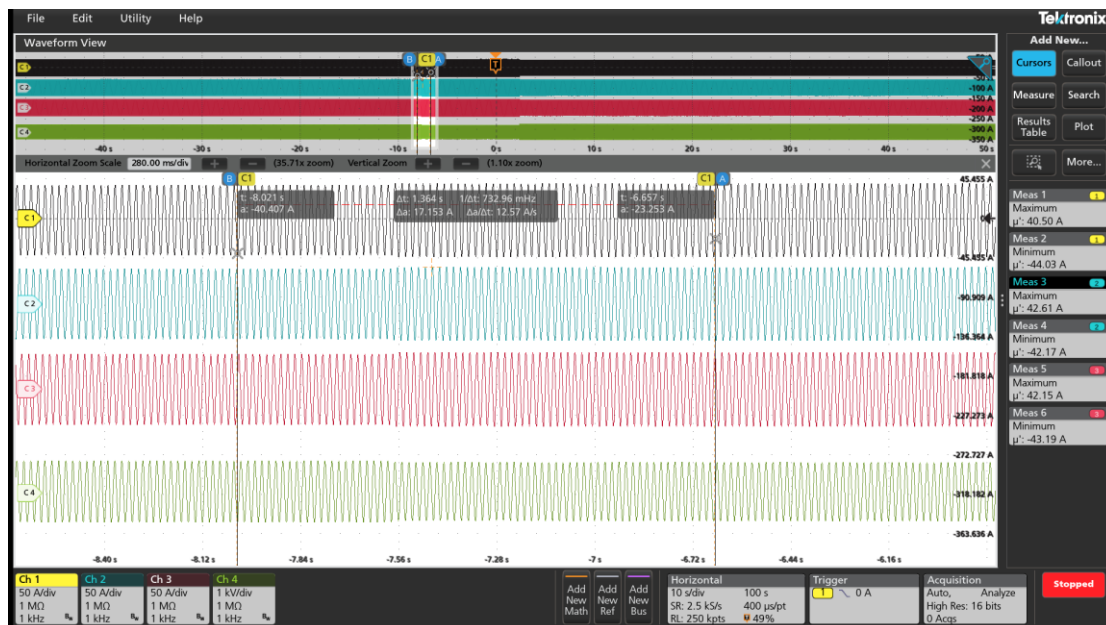 File Edit Utility Help
Tektronix
Waveform View
Add New...
B C1 A
T
C1
C2
C3
C4
-50 A
-100 A
-150 A
-200 A
-250 A
-300 A
-350 A
-40 s -30 s -20 s -10 s 0 s 10 s 20 s 30 s 40 s 50 s
Horizontal Zoom Scale 280.00 ms/div + − (35.71x zoom) Vertical Zoom + − (1.10x zoom) X
B C1
C1 A
t: -8.021 s
a: -40.407 A
Δt: 1.364 s 1/Δt: 732.96 mHz
Δa: 17.153 A Δa/Δt: 12.57 A/s
t: -6.657 s
a: -23.253 A
C1
C2
C3
C4
45.455 A
-45.455 A
-90.909 A
-136.364 A
-181.818 A
-227.273 A
-272.727 A
-318.182 A
-363.636 A
-8.40 s -8.12 s -7.84 s -7.56 s -7.28 s -7 s -6.72 s -6.44 s -6.16 s
Cursors Callout
Measure Search
Results Table Plot
More...
Meas 1 1
Maximum
µ': 40.50 A
Meas 2 1
Minimum
µ': -44.03 A
Meas 3 2
Maximum
µ': 42.61 A
Meas 4 2
Minimum
µ': -42.17 A
Meas 5 3
Maximum
µ': 42.15 A
Meas 6 3
Minimum
µ': -43.19 A
Ch 1
50 A/div
1 MΩ
1 kHz
Ch 2
50 A/div
1 MΩ
1 kHz
Ch 3
50 A/div
1 MΩ
1 kHz
Ch 4
1 kV/div
1 MΩ
1 kHz
Add New Math
Add New Ref
Add New Bus
Horizontal
10 s/div 100 s
SR: 2.5 kS/s 400 µs/pt
RL: 250 kpts 49%
Trigger
1 0 A
Acquisition
Auto, Analyze
High Res: 16 bits
0 Acqs
Stopped